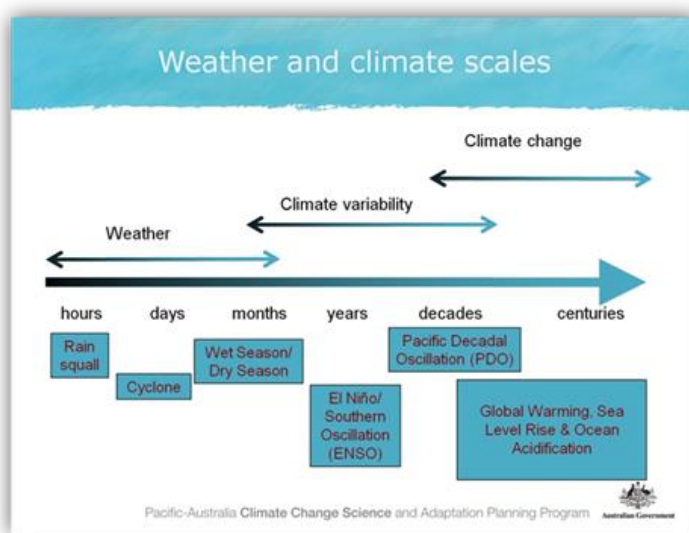 Weather and climate scales
Climate change
Climate variability
Weather
hours days months years decades centuries
Rain
squall
Cyclone
Wet Season/
Dry Season
El Niño/
Southern
Oscillation
(ENSO)
Pacific Decadal
Oscillation (PDO)
Global Warming, Sea
Level Rise & Ocean
Acidification
Pacific-Australia Climate Change Science and Adaptation Planning Program
Australian Government